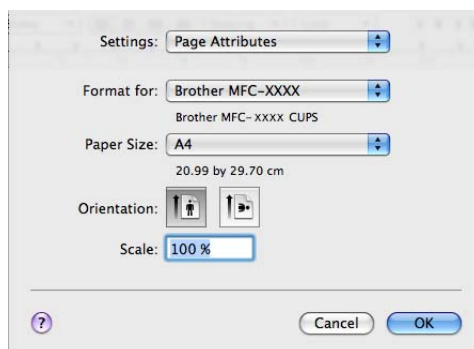 Settings: Page Attributes
Format for: Brother MFC-XXXX
Brother MFC-XXXX CUPS
Paper Size: A4
20.99 by 29.70 cm
Orientation:
Scale: 100 %
? Cancel OK